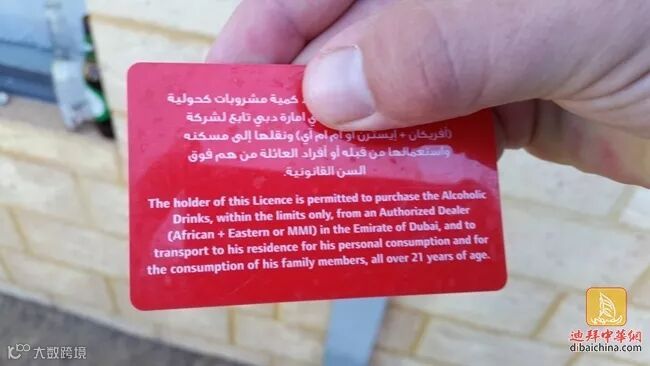 كمية مشروبات كحولية
ي امارة دبي تابع لشركة
(أفريكان + إيسترن أو إم إم آي) ونقلها إلى مسكنه
واستعمالها من قبله أو أفراد العائلة من هم فوق
السن القانونية.
The holder of this Licence is permitted to purchase the Alcoholic
Drinks, within the limits only, from an Authorized Dealer
(African + Eastern or MMI) in the Emirate of Dubai, and to
transport to his residence for his personal consumption and for
the consumption of his family members, all over 21 years of age.
迪拜中華網
dibaichina.com
大数跨境